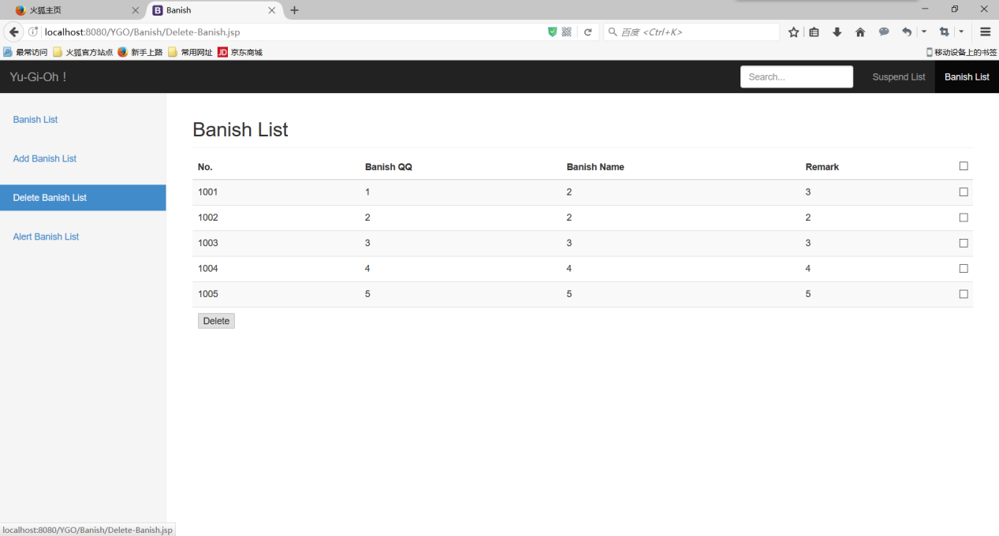 火狐主页
Banish
localhost:8080/YGO/Banish/Delete-Banish.jsp
百度 <Ctrl+K>
最常访问 火狐官方站点 新手上路 常用网址 JD 京东商城 移动设备上的书签
Yu-Gi-Oh！ Search... Suspend List Banish List
Banish List
Add Banish List
Delete Banish List
Alert Banish List
Banish List
No. Banish QQ Banish Name Remark
1001 1 2 3
1002 2 2 2
1003 3 3 3
1004 4 4 4
1005 5 5 5
Delete
localhost:8080/YGO/Banish/Delete-Banish.jsp